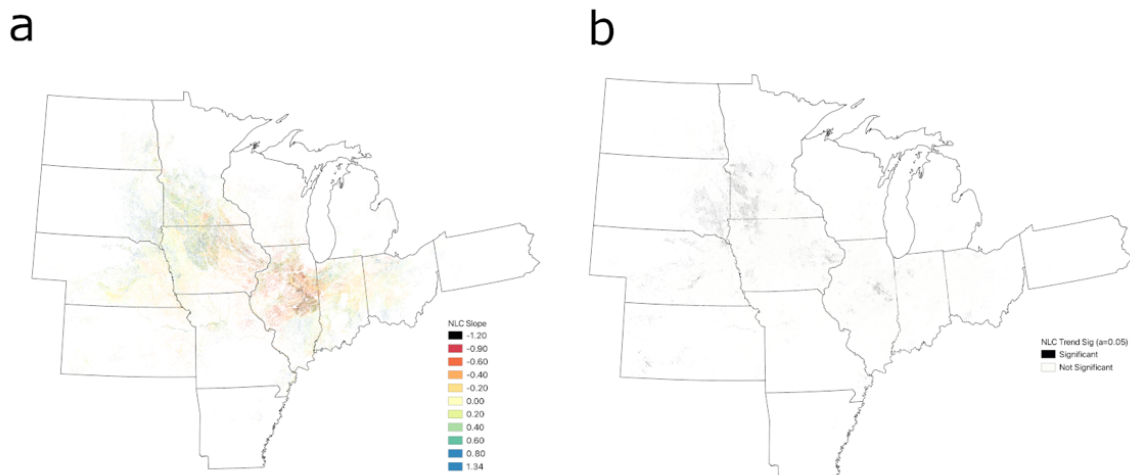 a
b
NLC Slope
-1.20
-0.90
-0.60
-0.40
-0.20
0.00
0.20
0.40
0.60
0.80
1.34
NLC Trend Sig (a=0.05)
Significant
Not Significant